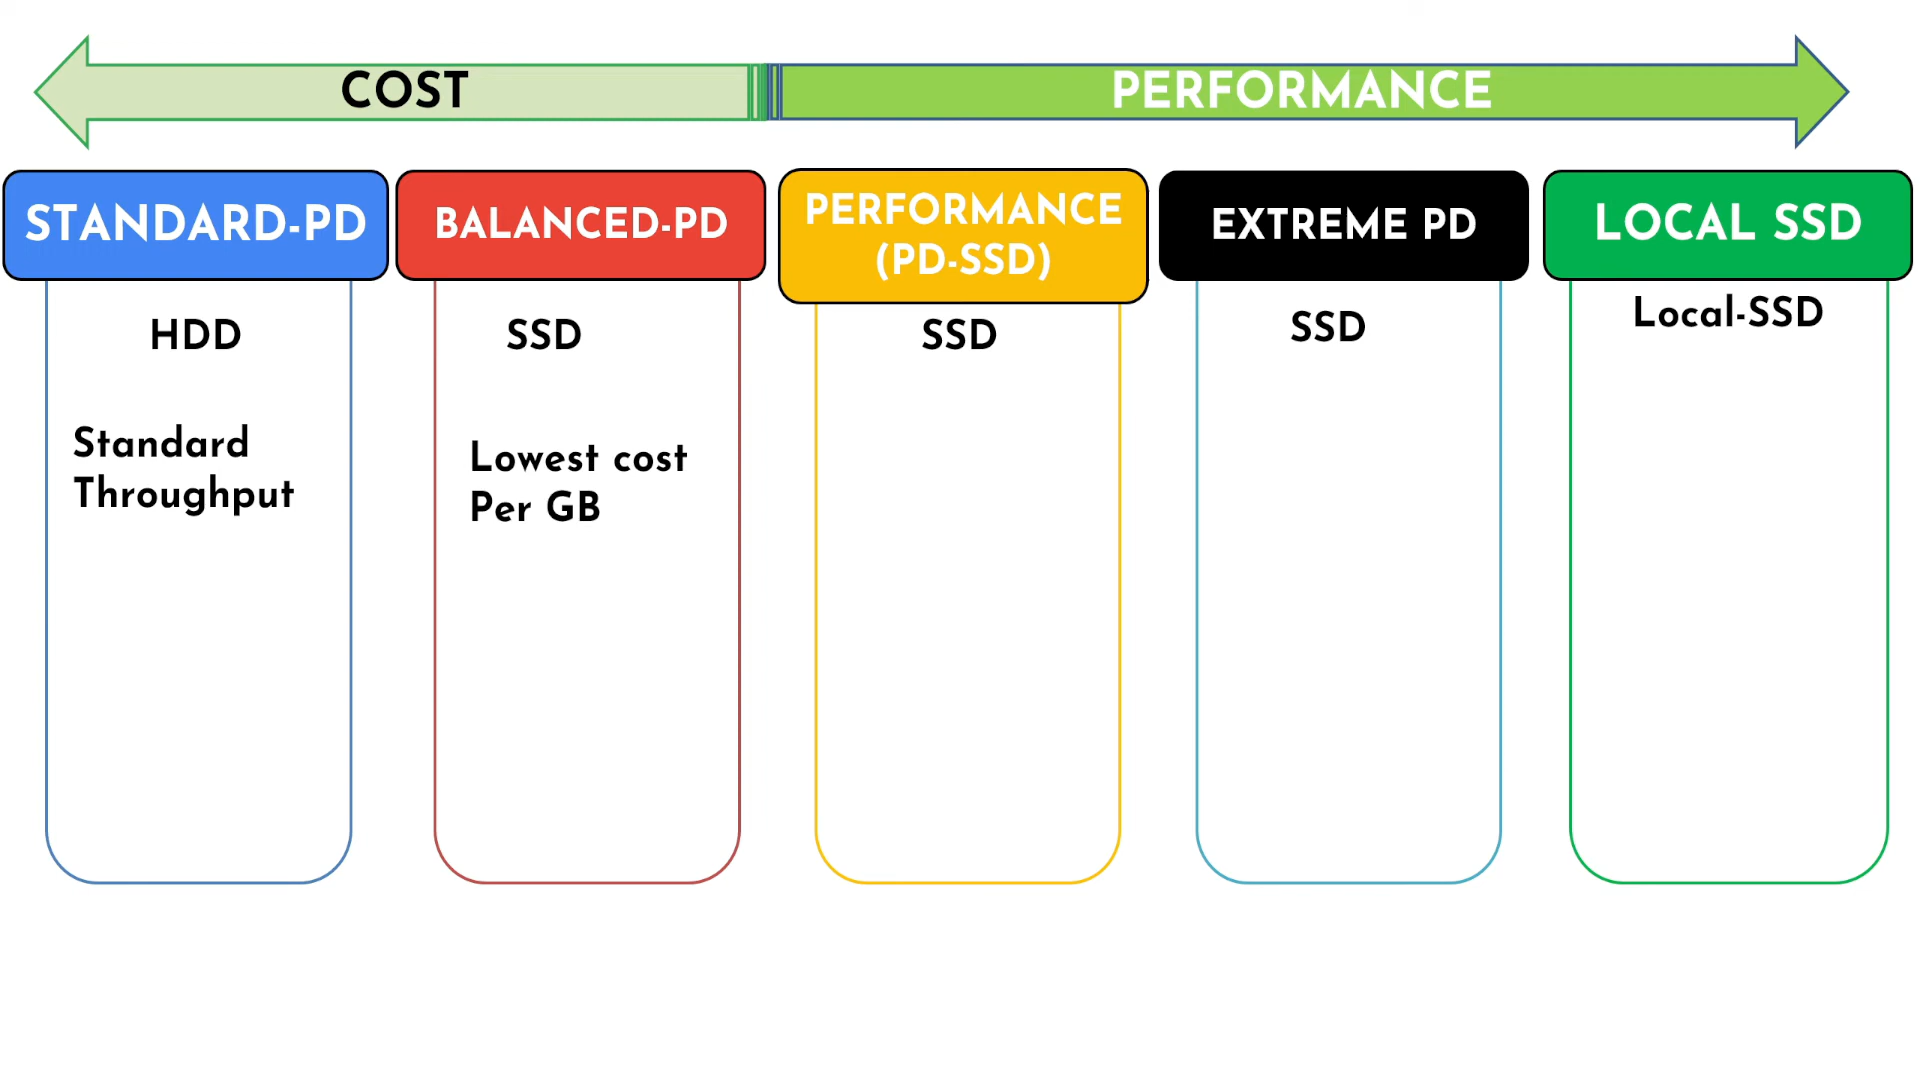 COST
PERFORMANCE
STANDARD-PD
BALANCED-PD
PERFORMANCE
(PD-SSD)
EXTREME PD
LOCAL SSD
HDD
SSD
SSD
SSD
Local-SSD
Standard
Throughput
Lowest cost
Per GB